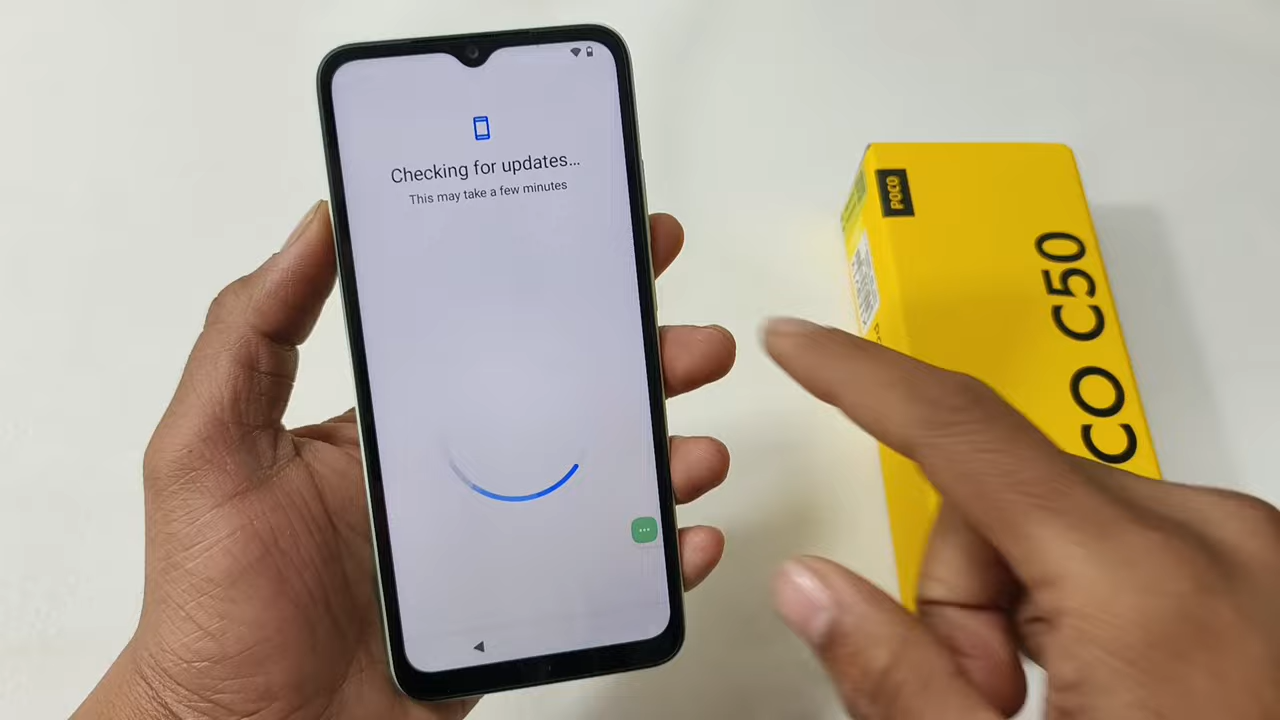 Checking for updates...
This may take a few minutes
POCO
C50
CO